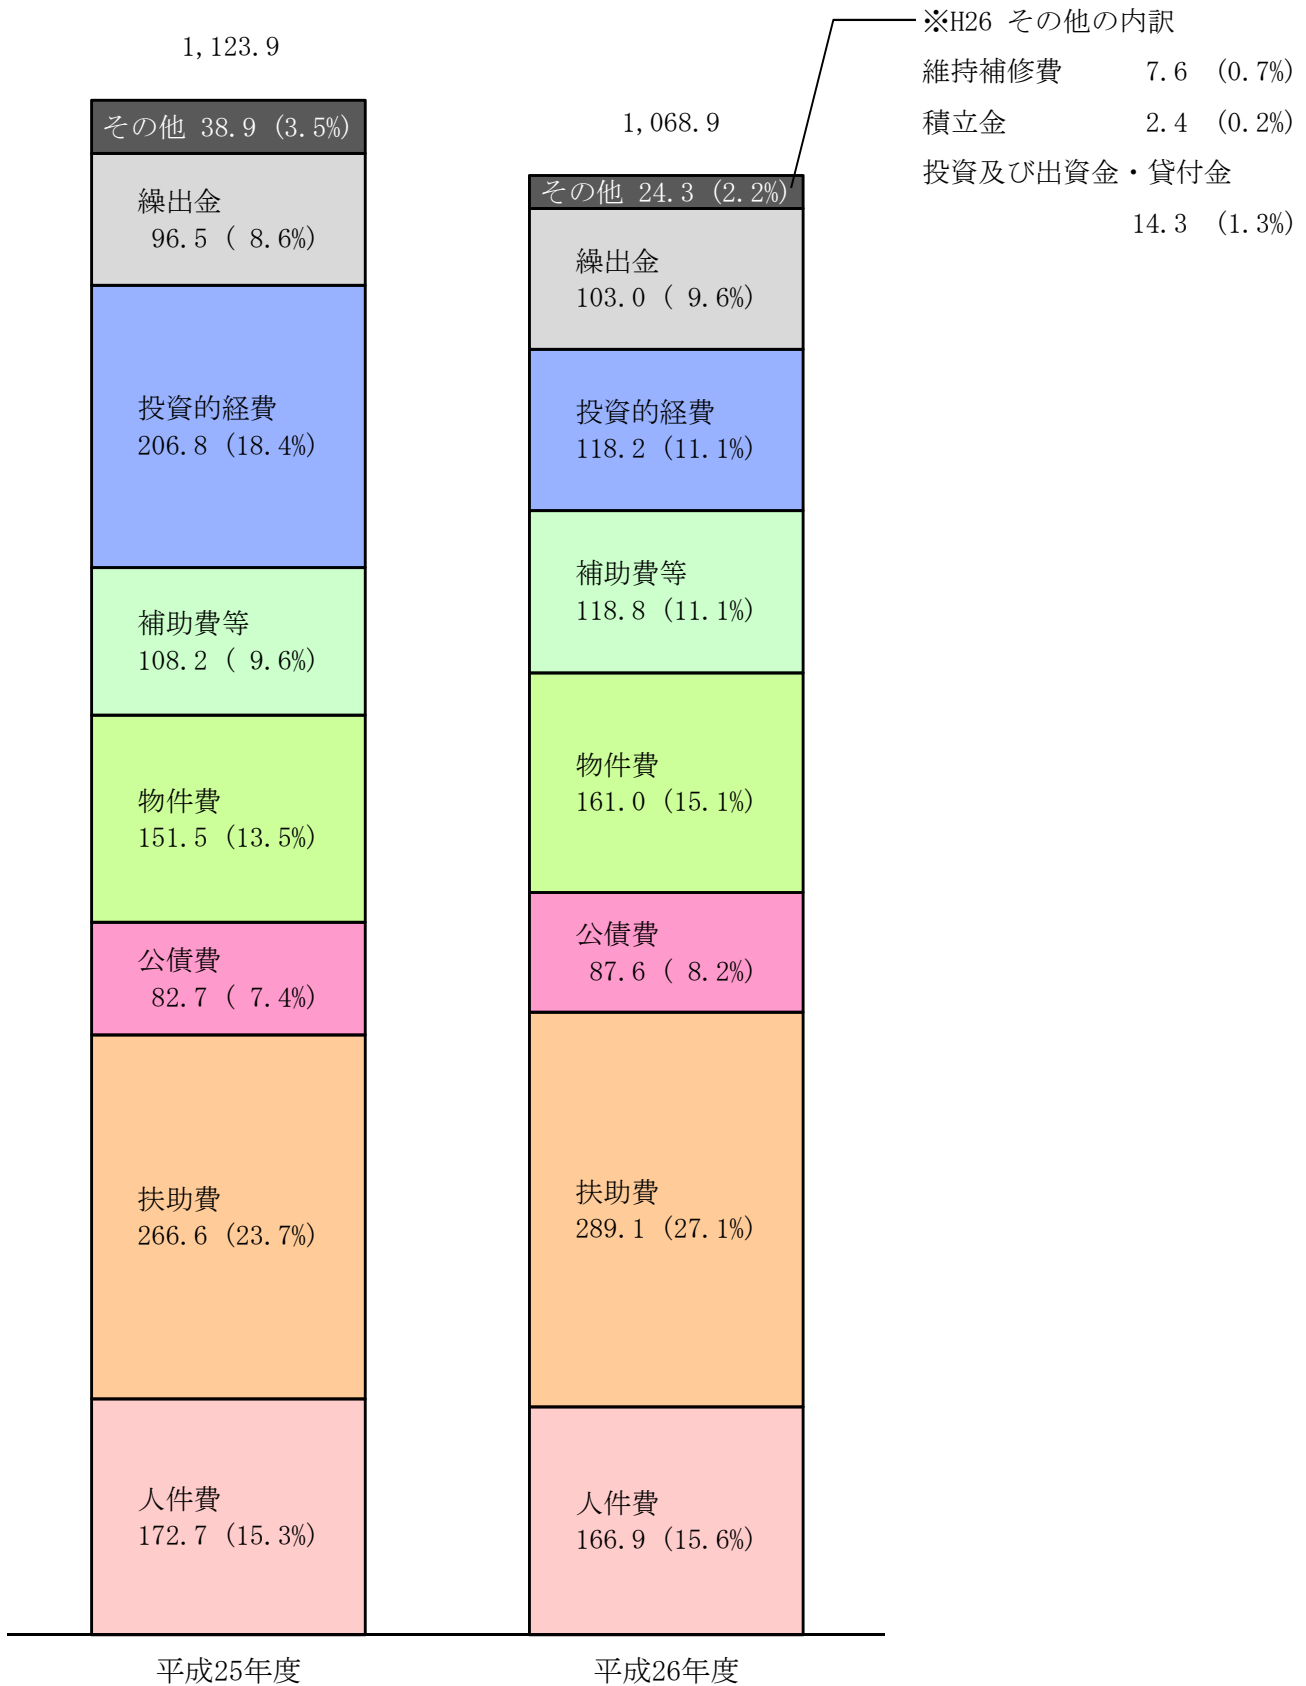 1,123.9
その他 38.9 (3.5%)
繰出金
96.5 ( 8.6%)
投資的経費
206.8 (18.4%)
補助費等
108.2 ( 9.6%)
物件費
151.5 (13.5%)
公債費
82.7 ( 7.4%)
扶助費
266.6 (23.7%)
人件費
172.7 (15.3%)
平成25年度
1,068.9
その他 24.3 (2.2%)
繰出金
103.0 ( 9.6%)
投資的経費
118.2 (11.1%)
補助費等
118.8 (11.1%)
物件費
161.0 (15.1%)
公債費
87.6 ( 8.2%)
扶助費
289.1 (27.1%)
人件費
166.9 (15.6%)
平成26年度
※H26 その他の内訳
維持補修費 7.6 (0.7%)
積立金 2.4 (0.2%)
投資及び出資金・貸付金
14.3 (1.3%)